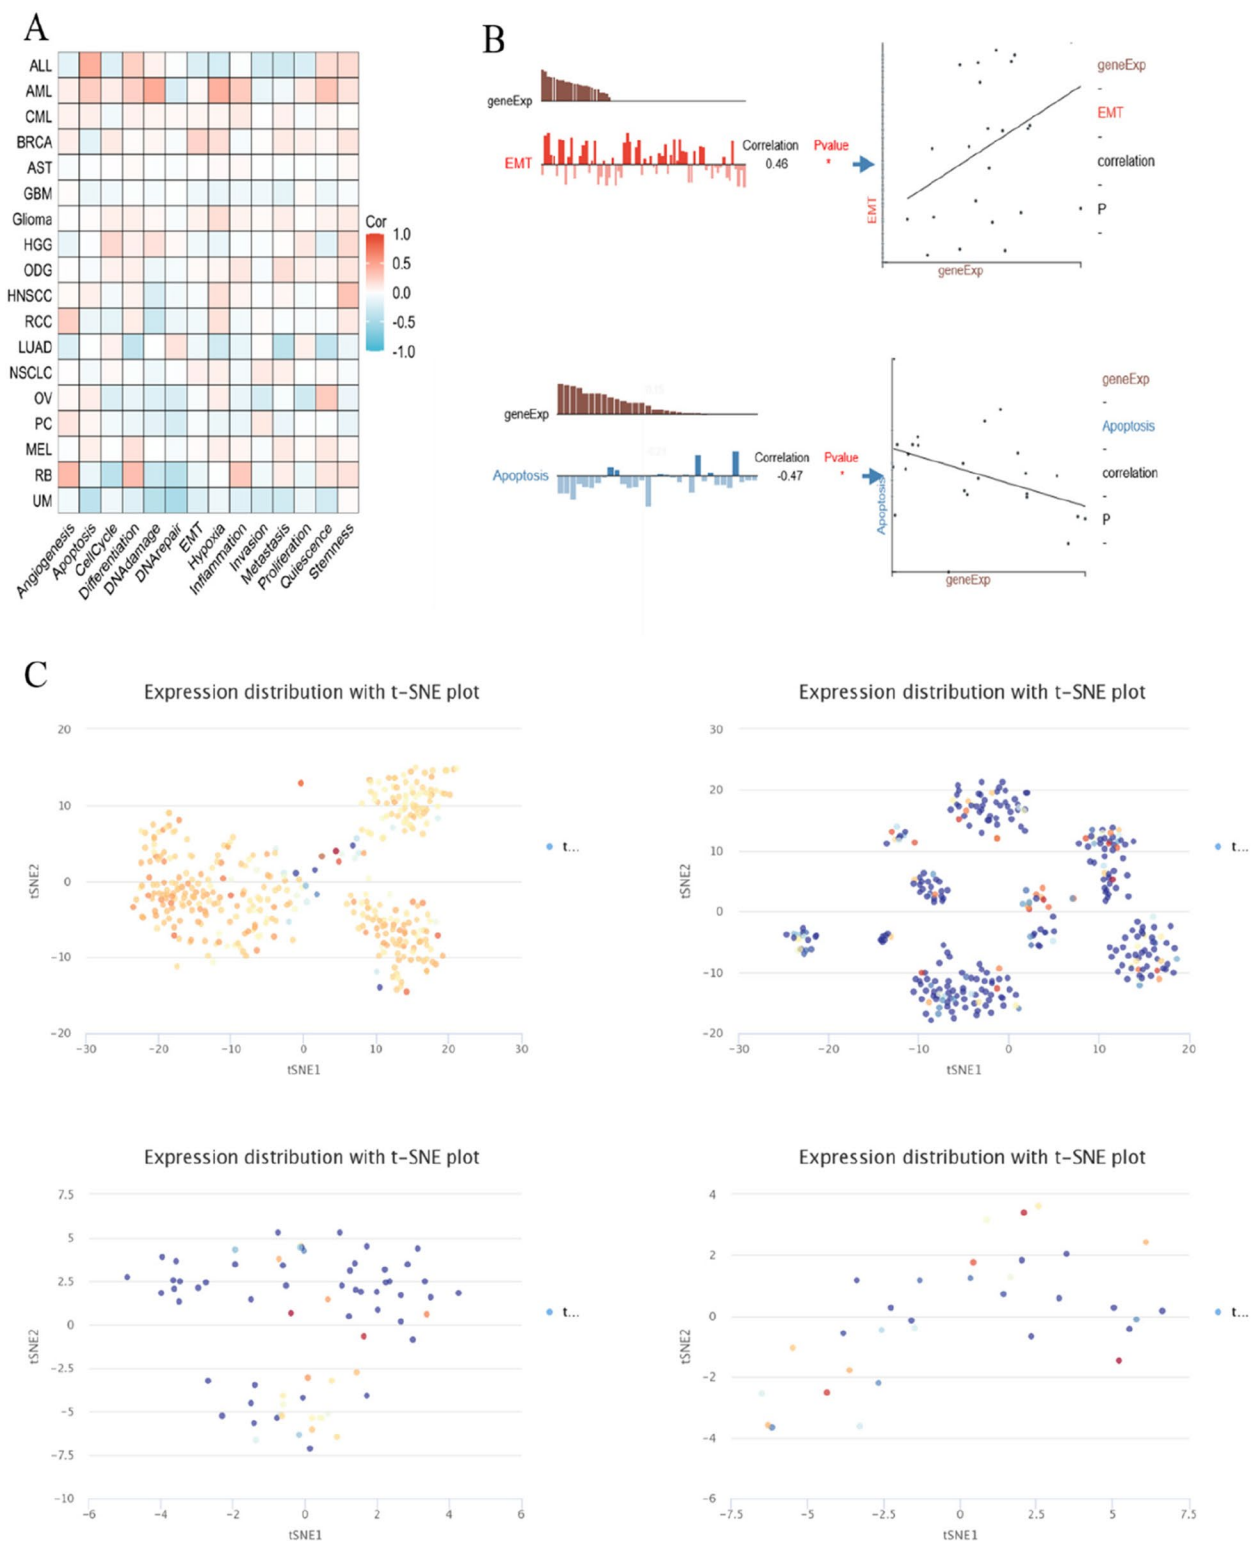 A
ALL
AML
CML
BRCA
AST
GBM
Glioma
HGG
ODG
HNSCC
RCC
LUAD
NSCLC
OV
PC
MEL
RB
UM
Angiogenesis
Apoptosis
CellCycle
Differentiation
DNAdamage
DNArepair
EMT
Hypoxia
Inflammation
Invasion
Metastasis
Proliferation
Quiescence
Stemness
Cor
1.0
0.5
0.0
-0.5
-1.0
B
geneExp
EMT
Correlation
0.46
Pvalue
*
EMT
geneExp
geneExp
-
EMT
-
correlation
-
P
-
geneExp
Apoptosis
Correlation
-0.47
Pvalue
*
Apoptosis
geneExp
geneExp
-
Apoptosis
-
correlation
-
P
-
C
Expression distribution with t-SNE plot
20
10
0
-10
-20
tSNE2
-30 -20 -10 0 10 20 30
tSNE1
t...
Expression distribution with t-SNE plot
30
20
10
0
-10
-20
tSNE2
-30 -20 -10 0 10 20
tSNE1
t...
Expression distribution with t-SNE plot
7.5
5
2.5
0
-2.5
-5
-7.5
-10
tSNE2
-6 -4 -2 0 2 4 6
tSNE1
t...
Expression distribution with t-SNE plot
4
2
0
-2
-4
-6
tSNE2
-7.5 -5 -2.5 0 2.5 5 7.5
tSNE1
t...